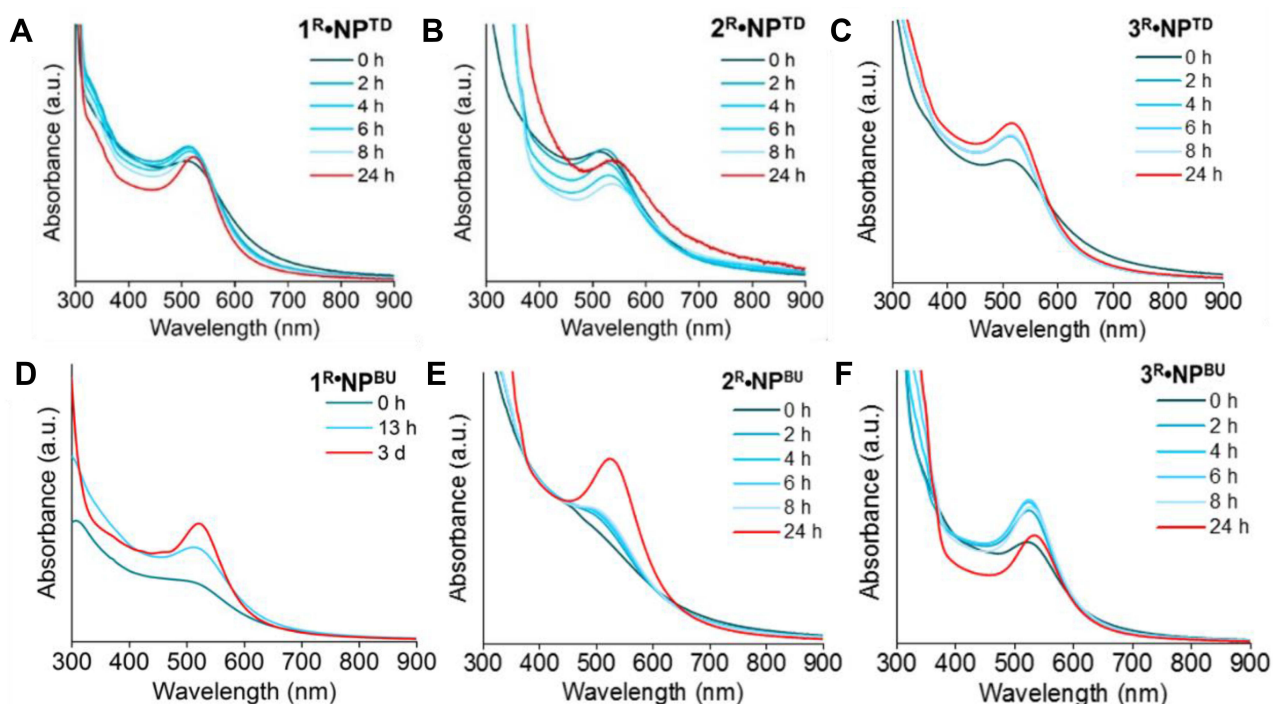 A
1ᴿ•NPᵀᴰ
0 h
2 h
4 h
6 h
8 h
24 h
Absorbance (a.u.)
300 400 500 600 700 800 900
Wavelength (nm)
B
2ᴿ•NPᵀᴰ
0 h
2 h
4 h
6 h
8 h
24 h
Absorbance (a.u.)
300 400 500 600 700 800 900
Wavelength (nm)
C
3ᴿ•NPᵀᴰ
0 h
2 h
4 h
6 h
8 h
24 h
Absorbance (a.u.)
300 400 500 600 700 800 900
Wavelength (nm)
D
1ᴿ•NPᴮᵁ
0 h
13 h
3 d
Absorbance (a.u.)
300 400 500 600 700 800 900
Wavelength (nm)
E
2ᴿ•NPᴮᵁ
0 h
2 h
4 h
6 h
8 h
24 h
Absorbance (a.u.)
300 400 500 600 700 800 900
Wavelength (nm)
F
3ᴿ•NPᴮᵁ
0 h
2 h
4 h
6 h
8 h
24 h
Absorbance (a.u.)
300 400 500 600 700 800 900
Wavelength (nm)